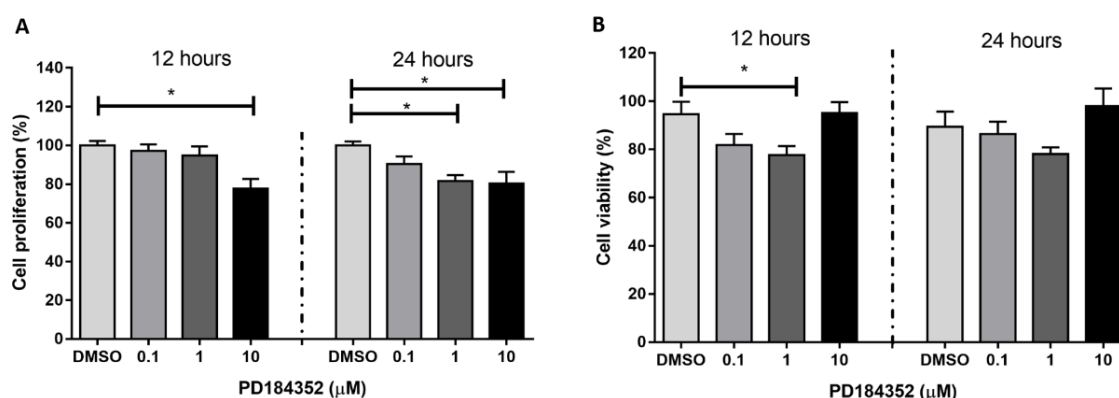 A
12 hours
24 hours
*
*
*
Cell proliferation (%)
140
120
100
80
60
40
20
0
DMSO 0.1 1 10 DMSO 0.1 1 10
PD184352 (μM)
B
12 hours
24 hours
*
Cell viability (%)
120
100
80
60
40
20
0
DMSO 0.1 1 10 DMSO 0.1 1 10
PD184352 (μM)